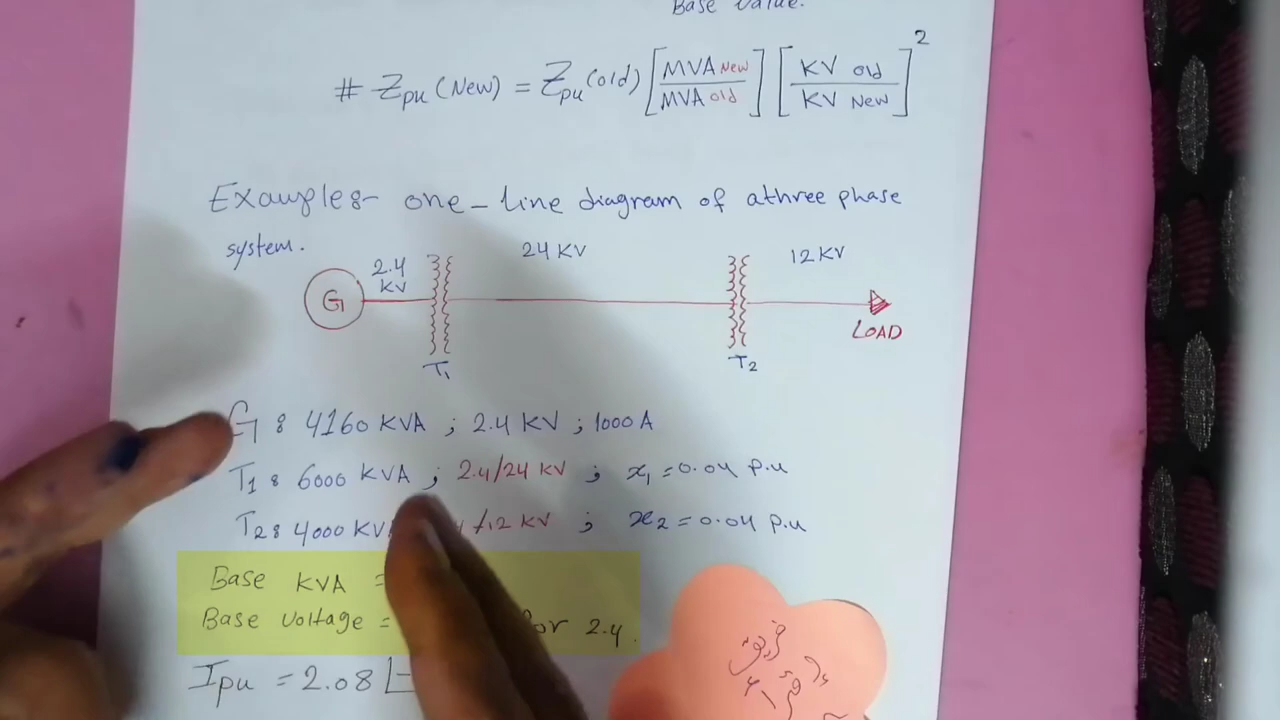 Base value.
# Zpu (New) = Zpu (old) [MVA New / MVA old] [KV old / KV New]²
Example:- one-line diagram of a three phase
system.
2.4 KV 24 KV 12 KV
G
LOAD
T1 T2
G : 4160 KVA ; 2.4 KV ; 1000 A
T1 : 6000 KVA ; 2.4/24 KV ; x1 = 0.04 p.u
T2 : 4000 KV /12 KV ; x2 = 0.04 p.u
Base KVA =
Base voltage = for 2.4.
Ipu = 2.08